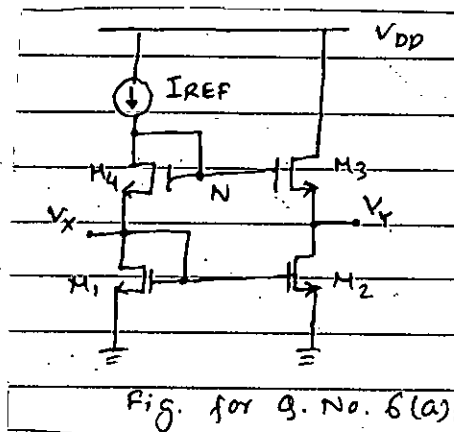 VDD
IREF
M4
N
M3
VX
VY
M1
M2
Fig. for Q. No. 6(a)